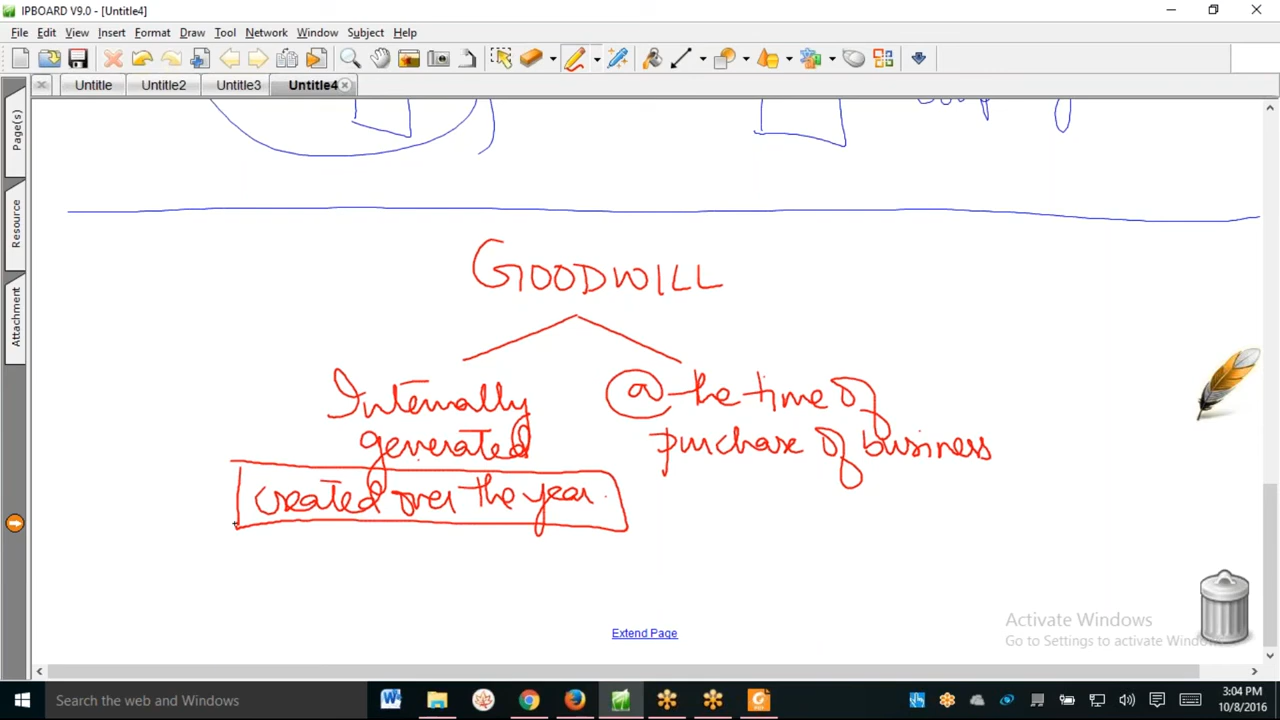 IPBOARD V9.0 - [Untitle4]
File Edit View Insert Format Draw Tool Network Window Subject Help
Untitle Untitle2 Untitle3 Untitle4
Page(s)
Resource
Attachment
GOODWILL
Internally
generated
created over the year.
@ the time of
purchase of business
Extend Page
Activate Windows
Go to Settings to activate Windows
Search the web and Windows
3:04 PM
10/8/2016